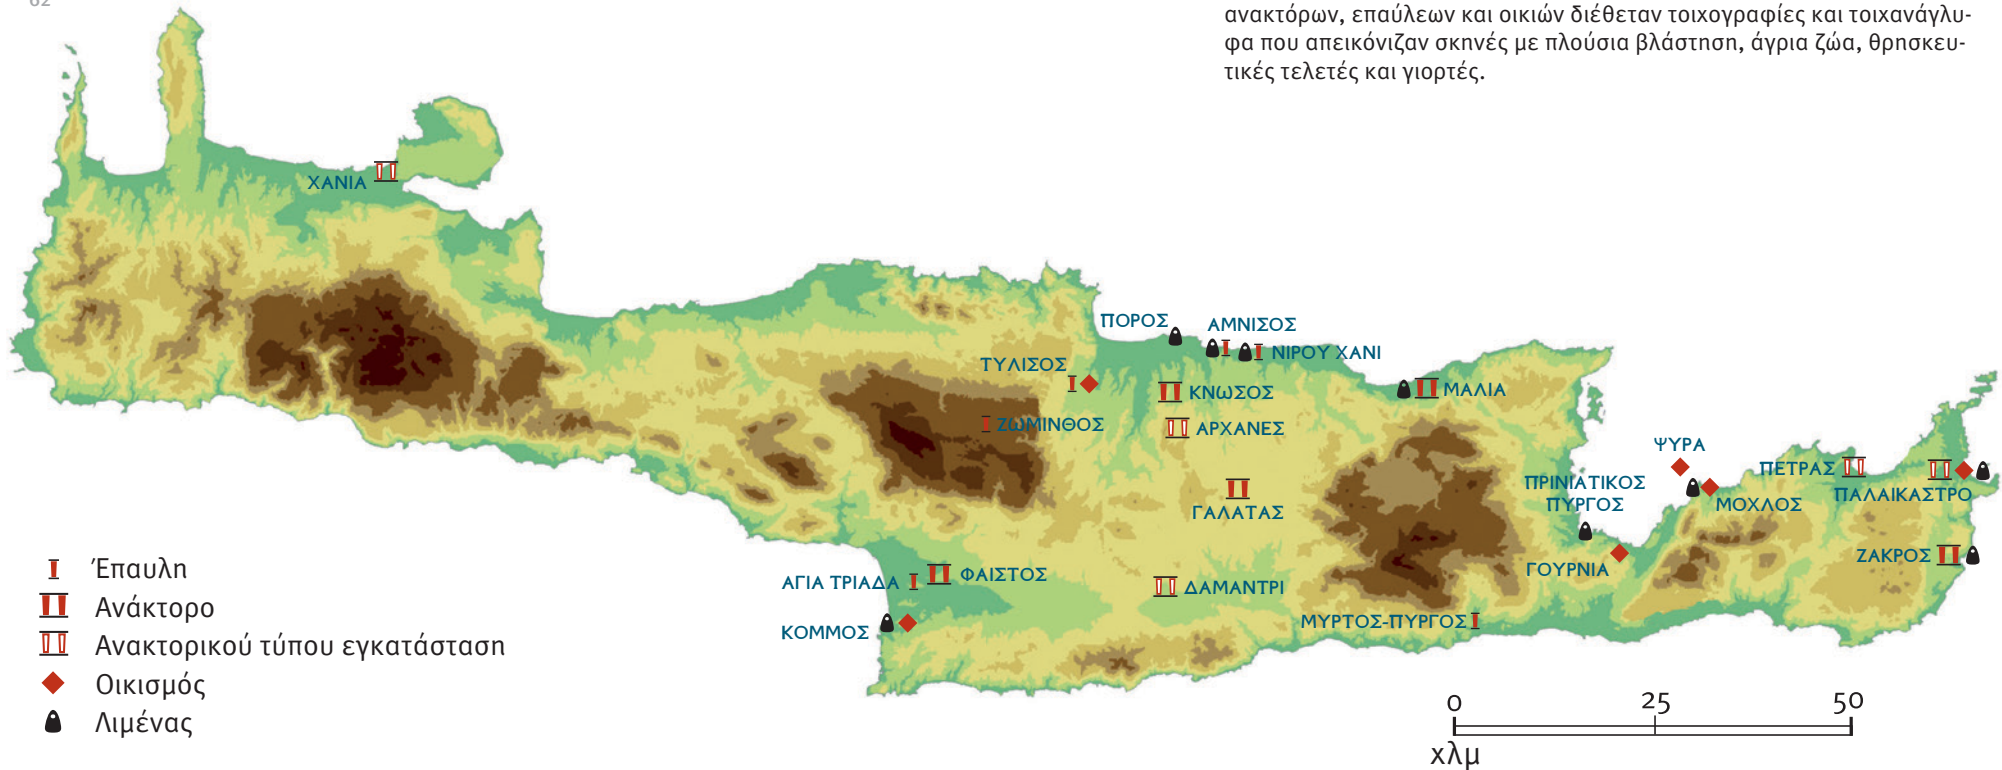 62
ανακτόρων, επαύλεων και οικιών διέθεταν τοιχογραφίες και τοιχανάγλυ-
φα που απεικόνιζαν σκηνές με πλούσια βλάστηση, άγρια ζώα, θρησκευ-
τικές τελετές και γιορτές.
ΧΑΝΙΑ
ΠΟΡΟΣ
ΑΜΝΙΣΟΣ
ΝΙΡΟΥ ΧΑΝΙ
ΤΥΛΙΣΟΣ
ΚΝωΣΟΣ
ΜΑΛΙΑ
ΖωΜΙΝΘΟΣ
ΑΡΧΑΝΕΣ
ΨΥΡΑ
ΠΕΤΡΑΣ
ΠΡΙΝΙΑΤΙΚΟΣ
ΠΥΡΓΟΣ
ΠΑΛΑΙΚΑΣΤΡΟ
ΜΟΧΛΟΣ
ΓΑΛΑΤΑΣ
ΖΑΚΡΟΣ
ΓΟΥΡΝΙΑ
ΑΓΙΑ ΤΡΙΑΔΑ
ΦΑΙΣΤΟΣ
ΔΑΜΑΝΤΡΙ
ΜΥΡΤΟΣ-ΠΥΡΓΟΣ
ΚΟΜΜΟΣ
Έπαυλη
Ανάκτορο
Ανακτορικού τύπου εγκατάσταση
Οικισμός
Λιμένας
0 25 50
χλμ